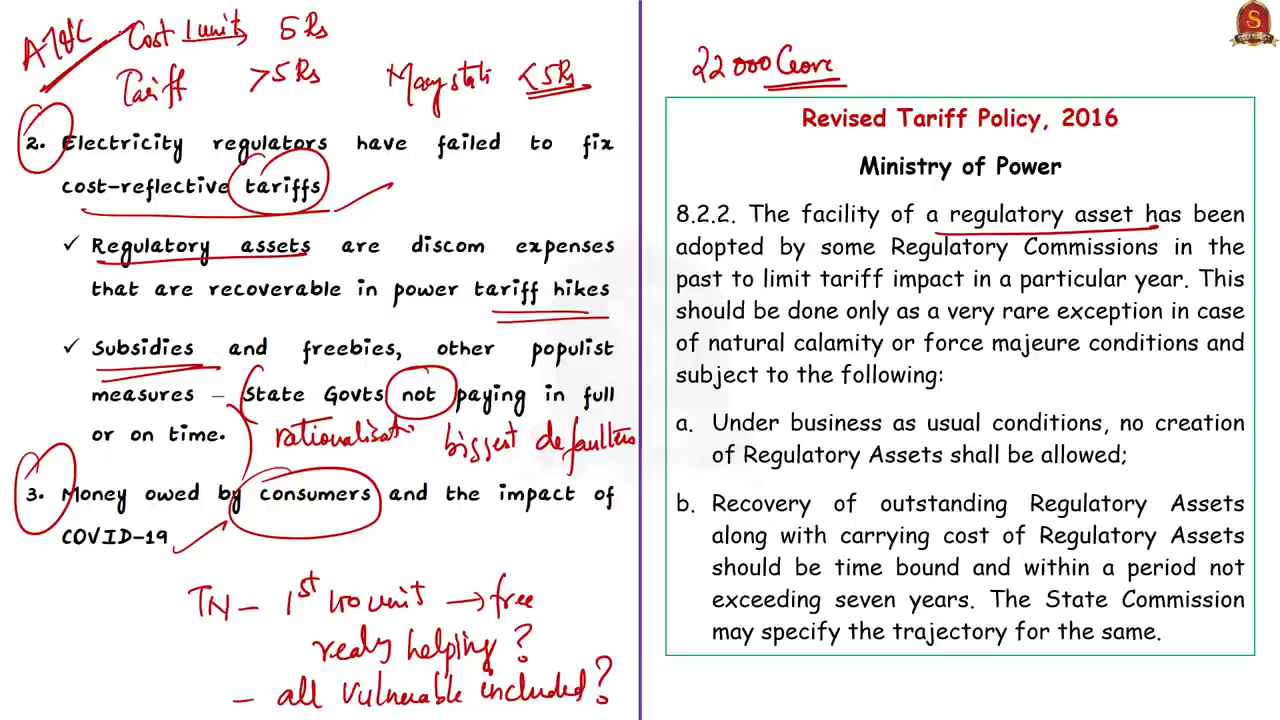 AT&C Cost 1 unit 5 Rs
Tariff >5 Rs Many stats <5Rs
2. Electricity regulators have failed to fix
cost-reflective tariffs
✓ Regulatory assets are discom expenses
that are recoverable in power tariff hikes
✓ Subsidies and freebies, other populist
measures – State Govts not paying in full
or on time. rationalisat biggest defaulters
3. Money owed by consumers and the impact of
COVID-19
TN – 1st 100 unit → free
really helping?
– all vulnerable included?
22000 Crore
Revised Tariff Policy, 2016
Ministry of Power
8.2.2. The facility of a regulatory asset has been
adopted by some Regulatory Commissions in the
past to limit tariff impact in a particular year. This
should be done only as a very rare exception in case
of natural calamity or force majeure conditions and
subject to the following:
a. Under business as usual conditions, no creation
of Regulatory Assets shall be allowed;
b. Recovery of outstanding Regulatory Assets
along with carrying cost of Regulatory Assets
should be time bound and within a period not
exceeding seven years. The State Commission
may specify the trajectory for the same.